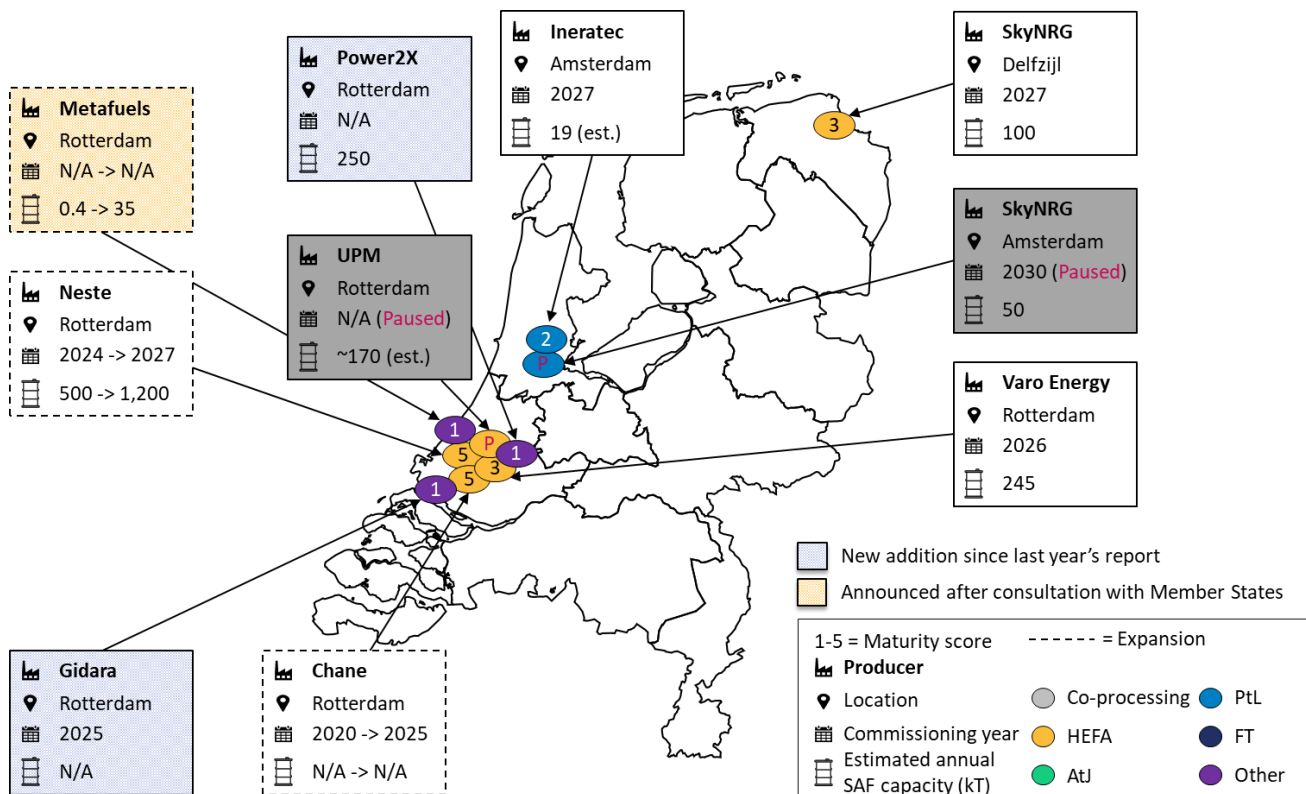 Ineratec
Amsterdam
2027
19 (est.)
SkyNRG
Delfzijl
2027
100
Power2X
Rotterdam
N/A
250
Metafuels
Rotterdam
N/A -> N/A
0.4 -> 35
3
SkyNRG
Amsterdam
2030 (Paused)
50
UPM
Rotterdam
N/A (Paused)
~170 (est.)
Neste
Rotterdam
2024 -> 2027
500 -> 1,200
2
P
Varo Energy
Rotterdam
2026
245
1
P
5
1
3
5
1
New addition since last year's report
Announced after consultation with Member States
Gidara
Rotterdam
2025
N/A
Chane
Rotterdam
2020 -> 2025
N/A -> N/A
1-5 = Maturity score
= Expansion
Producer
Location
Commissioning year
Estimated annual
SAF capacity (kT)
Co-processing
PtL
HEFA
FT
AtJ
Other